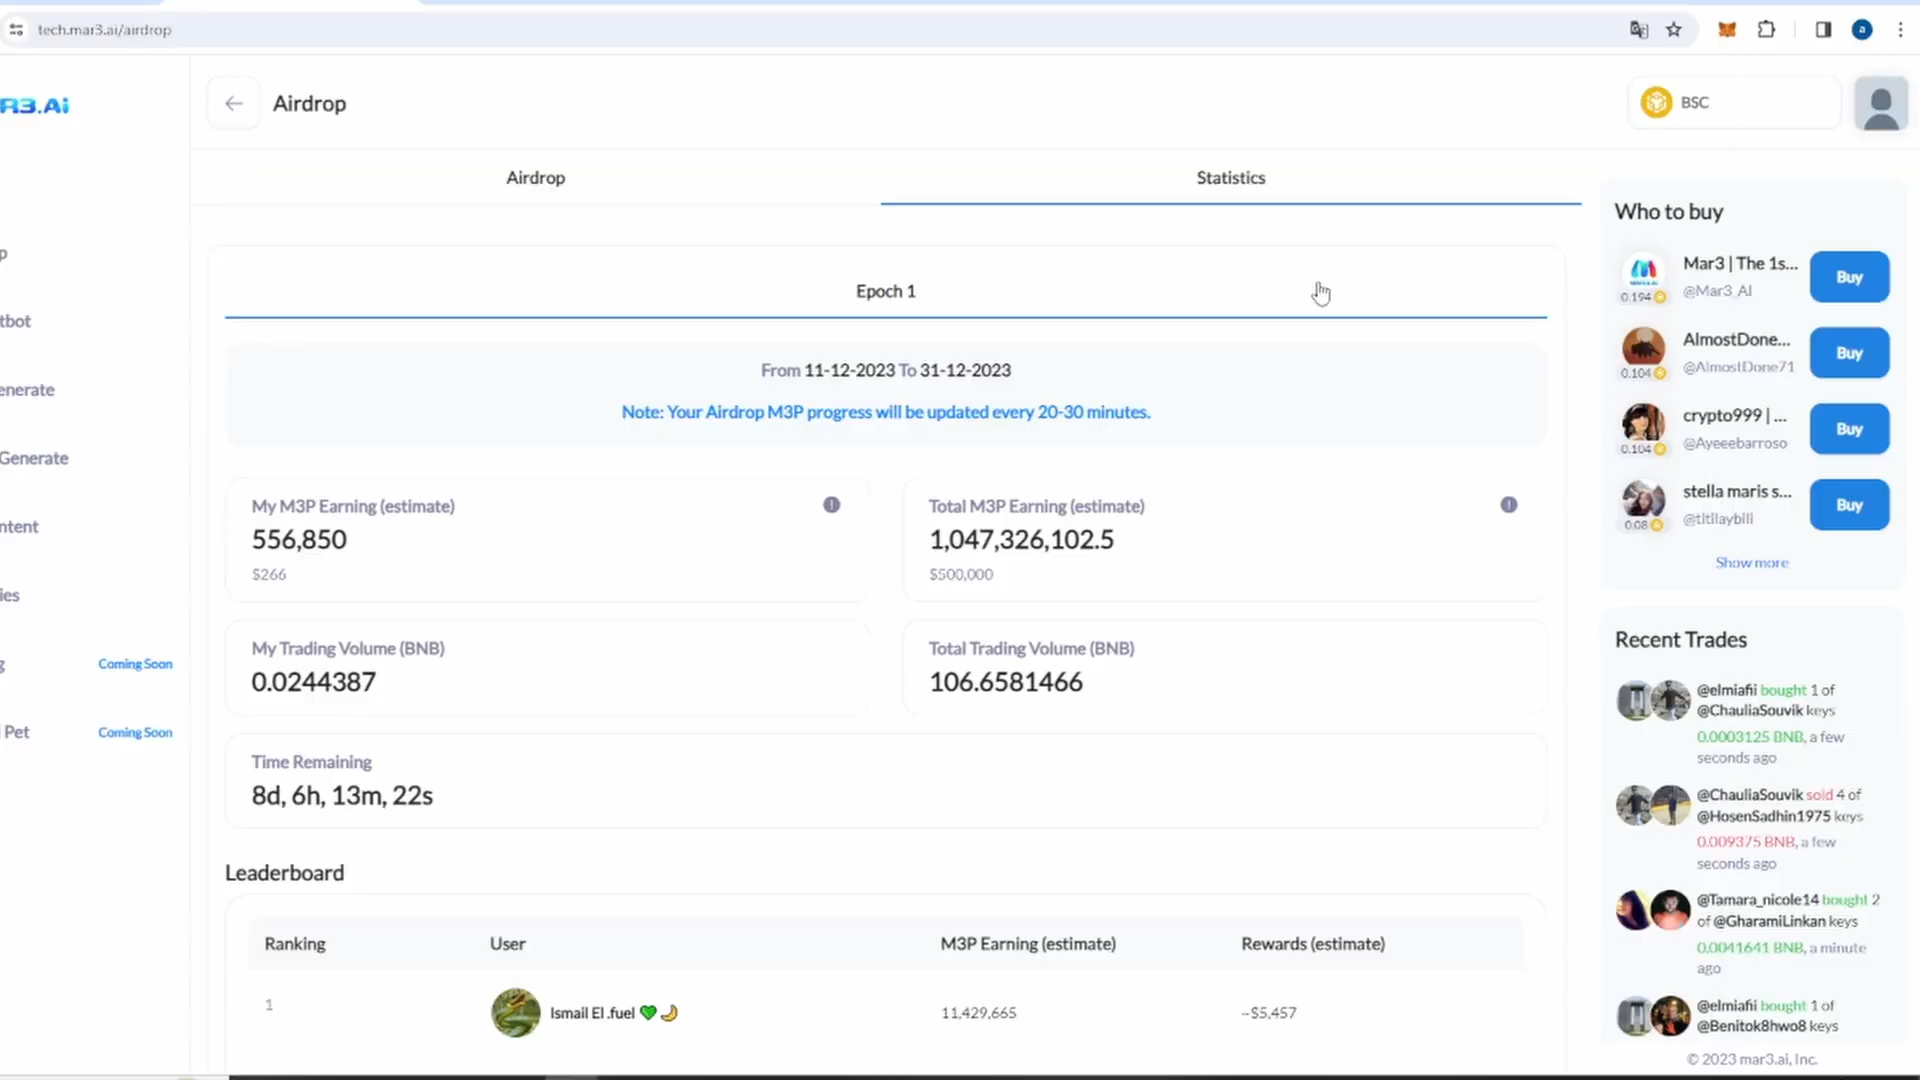 tech.mar3.ai/airdrop
a
R3.Ai
Airdrop
BSC
Airdrop
Statistics
p
tbot
enerate
Generate
ntent
ies
g
Coming Soon
Pet
Coming Soon
Epoch 1
From 11-12-2023 To 31-12-2023
Note: Your Airdrop M3P progress will be updated every 20-30 minutes.
My M3P Earning (estimate)
556,850
$266
Total M3P Earning (estimate)
1,047,326,102.5
$500,000
My Trading Volume (BNB)
0.0244387
Total Trading Volume (BNB)
106.6581466
Time Remaining
8d, 6h, 13m, 22s
Leaderboard
Ranking User M3P Earning (estimate) Rewards (estimate)
1 Ismail El .fuel 💚🌙 11,429,665 ~$5,457
Who to buy
Mar3 | The 1s...
@Mar3_AI
0.194
Buy
AlmostDone...
@AlmostDone71
0.104
Buy
crypto999 | ...
@Ayeeebarroso
0.104
Buy
stella maris s...
0.08
Buy
Show more
Recent Trades
@elmiafii bought 1 of
@ChauliaSouvik keys
0.0003125 BNB, a few
seconds ago
@ChauliaSouvik sold 4 of
@HosenSadhin1975 keys
0.009375 BNB, a few
seconds ago
@Tamara_nicole14 bought 2
of @GharamiLinkan keys
0.0041641 BNB, a minute
ago
@elmiafii bought 1 of
@Benitok8hwo8 keys
© 2023 mar3.ai, Inc.